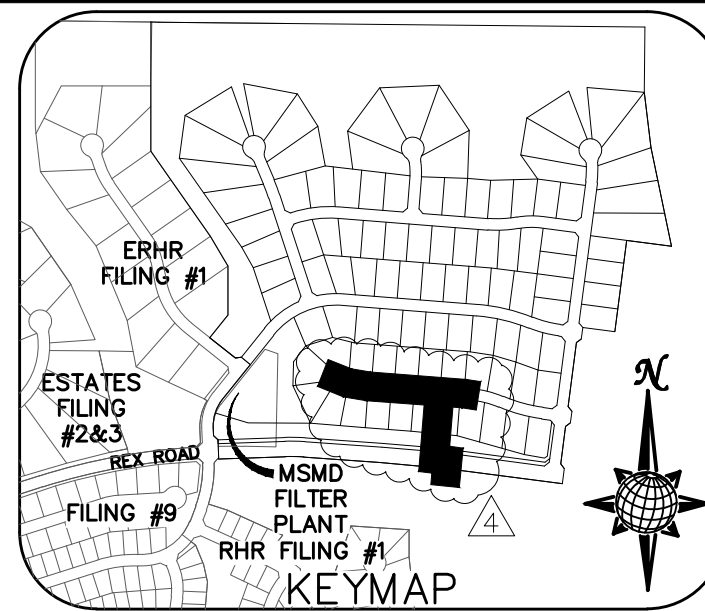 ERHR
FILING #1
N
ESTATES
FILING
#2&3
REX ROAD
FILING #9
MSMD
FILTER
PLANT
RHR FILING #1
4
KEYMAP